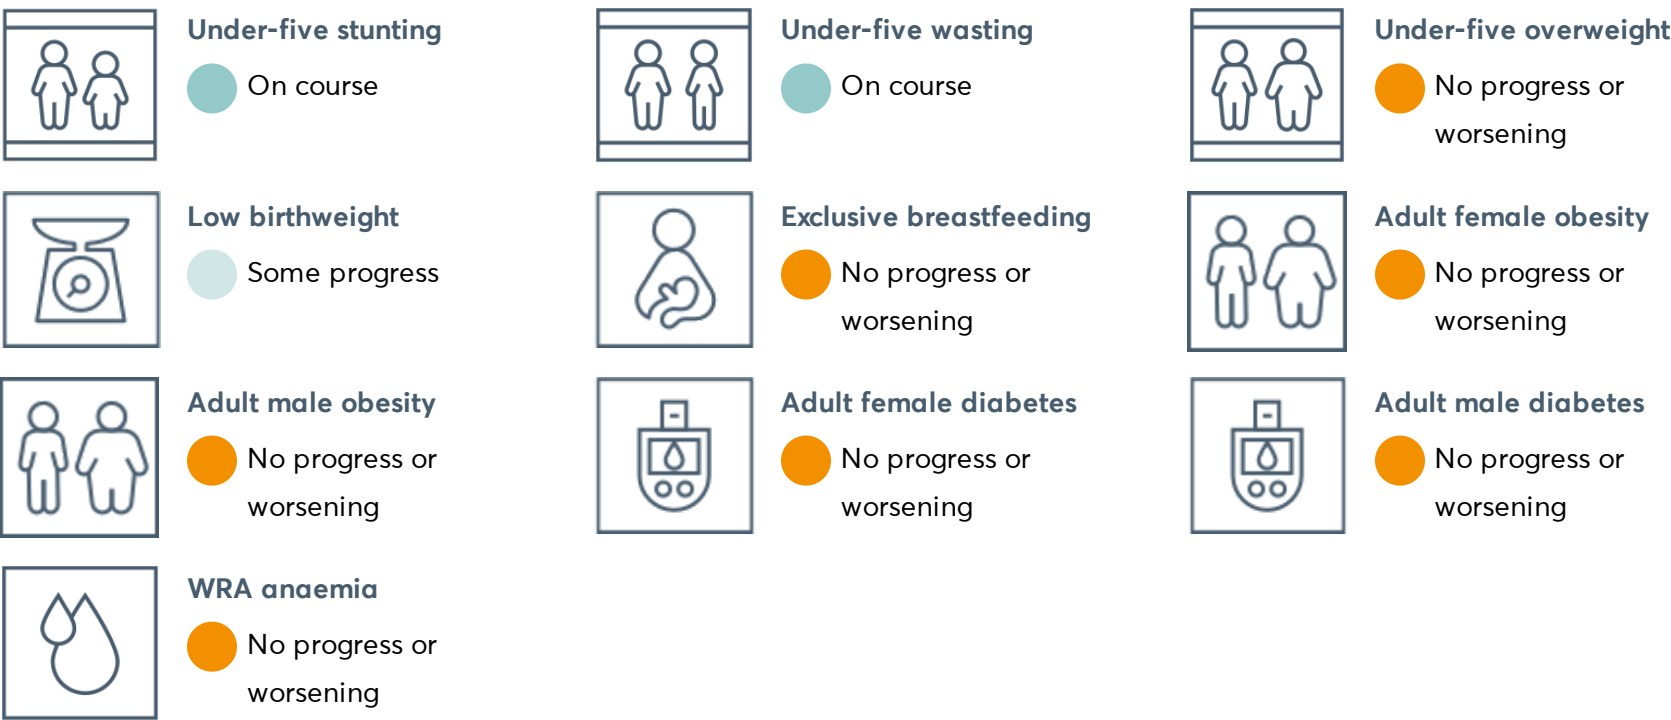 Under-five stunting
On course
Under-five wasting
On course
Under-five overweight
No progress or
worsening
Low birthweight
Some progress
Exclusive breastfeeding
No progress or
worsening
Adult female obesity
No progress or
worsening
Adult male obesity
No progress or
worsening
Adult female diabetes
No progress or
worsening
Adult male diabetes
No progress or
worsening
WRA anaemia
No progress or
worsening